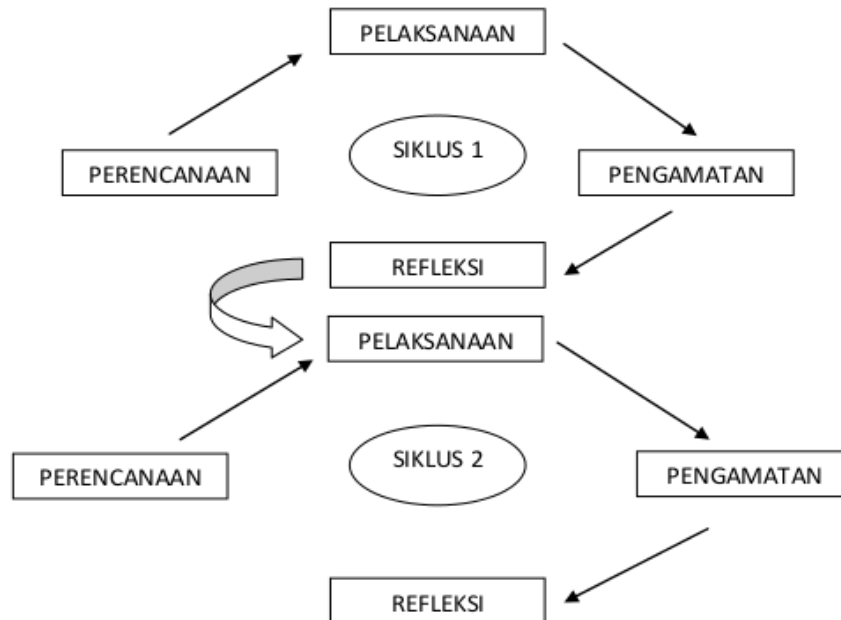 PELAKSANAAN
SIKLUS 1
PERENCANAAN
PENGAMATAN
REFLEKSI
PELAKSANAAN
SIKLUS 2
PERENCANAAN
PENGAMATAN
REFLEKSI